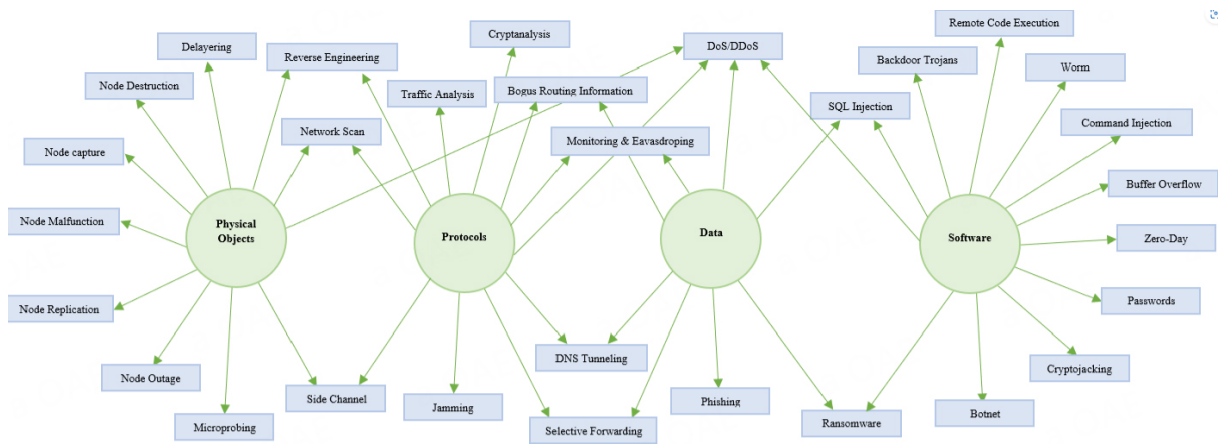 Remote Code Execution
Cryptanalysis
DoS/DDoS
Delayering
Reverse Engineering
Backdoor Trojans
Worm
Node Destruction
Traffic Analysis
Bogus Routing Information
SQL Injection
Network Scan
Monitoring & Eavasdroping
Command Injection
Node capture
Buffer Overflow
Node Malfunction
Physical
Objects
Protocols
Data
Software
Zero-Day
Node Replication
Passwords
DNS Tunneling
Cryptojacking
Node Outage
Side Channel
Jamming
Phishing
Botnet
Microprobing
Selective Forwarding
Ransomware